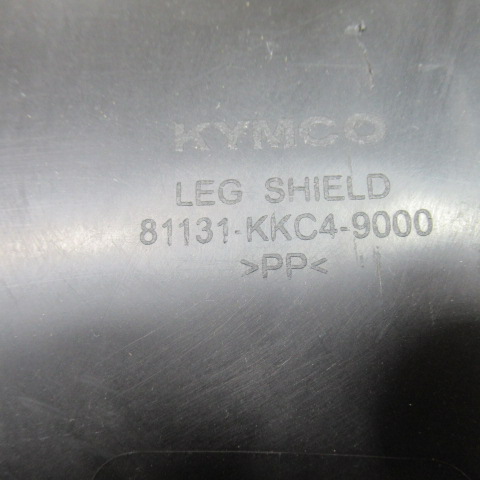 KYMCO
LEG SHIELD
81131-KKC4-9000
>PP<